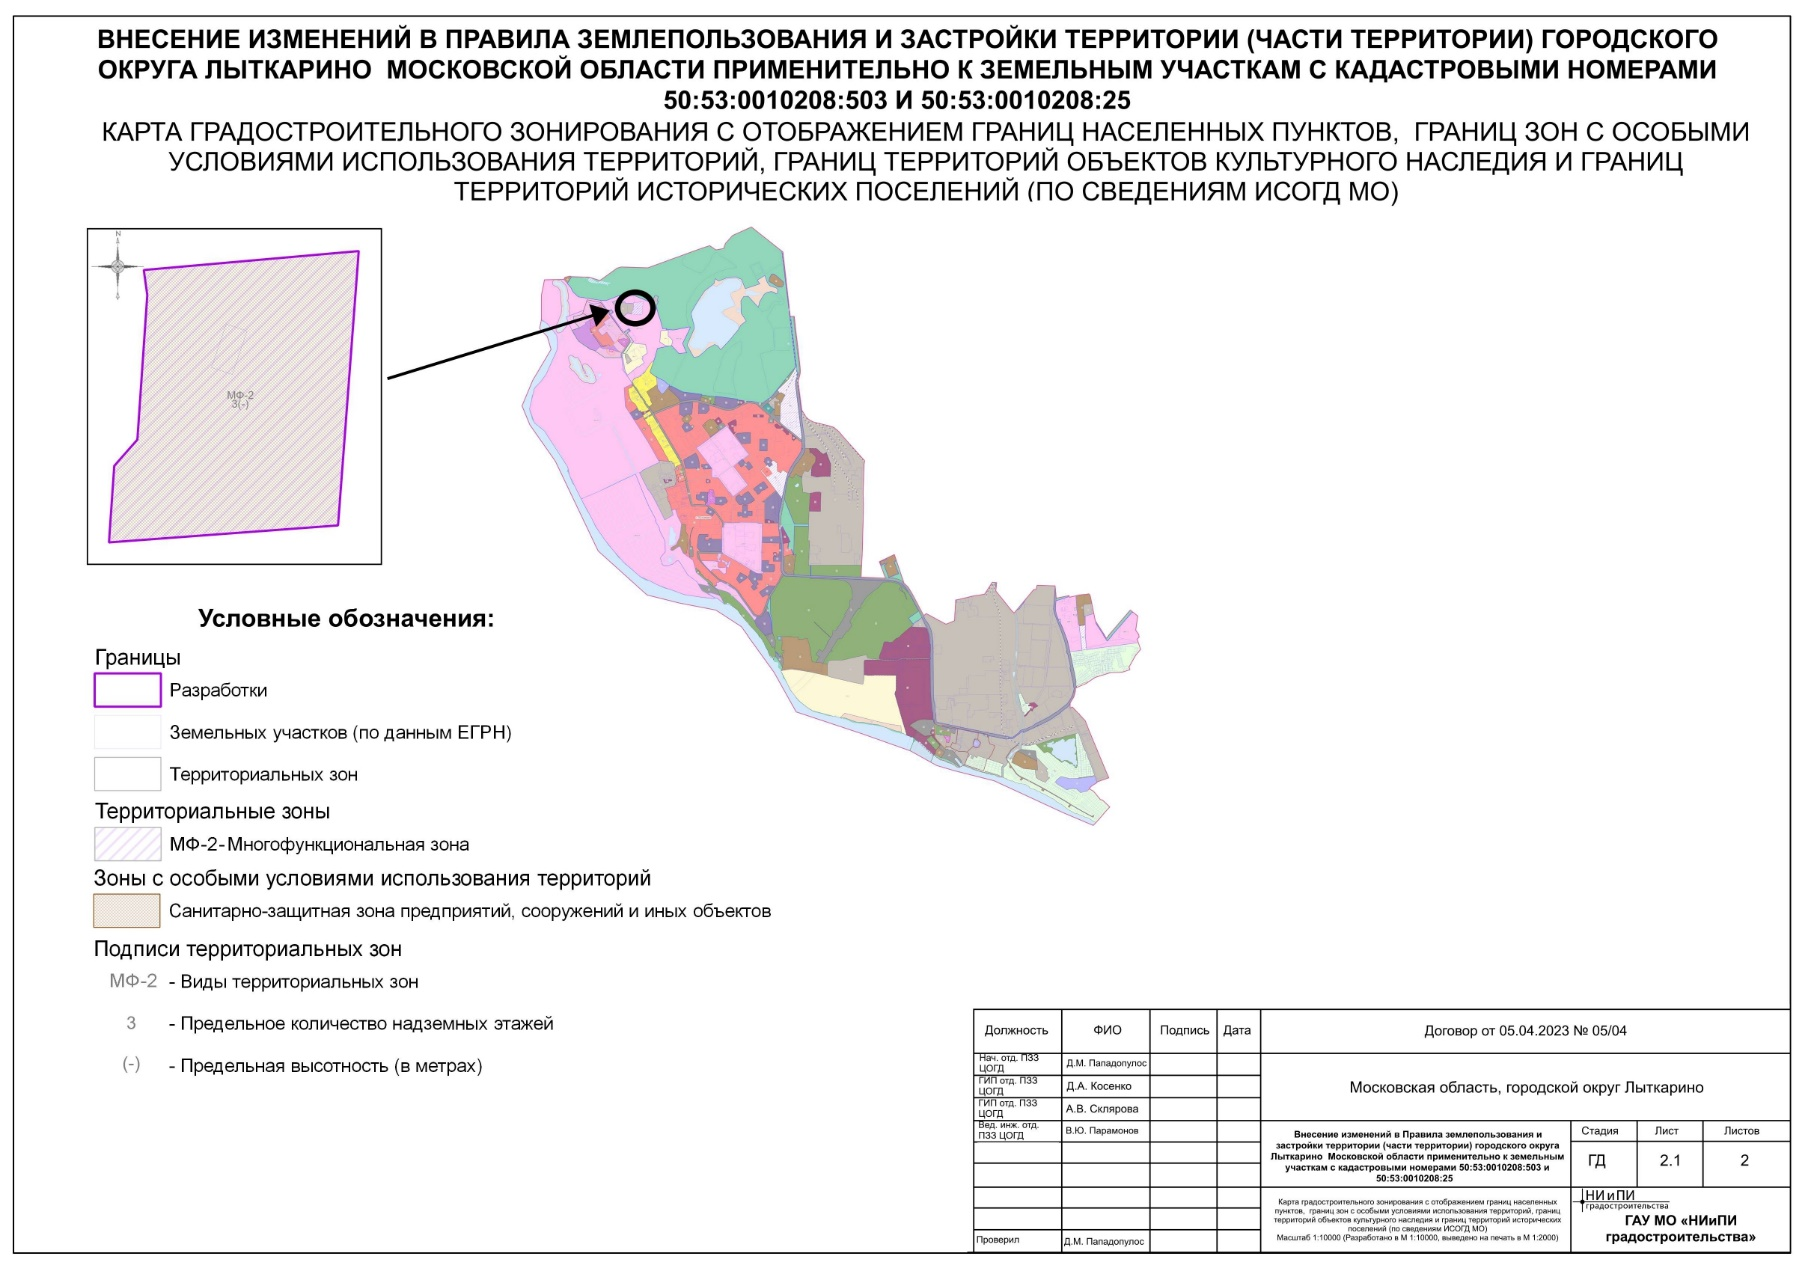 ВНЕСЕНИЕ ИЗМЕНЕНИЙ В ПРАВИЛА ЗЕМЛЕПОЛЬЗОВАНИЯ И ЗАСТРОЙКИ ТЕРРИТОРИИ (ЧАСТИ ТЕРРИТОРИИ) ГОРОДСКОГО
ОКРУГА ЛЫТКАРИНО МОСКОВСКОЙ ОБЛАСТИ ПРИМЕНИТЕЛЬНО К ЗЕМЕЛЬНЫМ УЧАСТКАМ С КАДАСТРОВЫМИ НОМЕРАМИ
50:53:0010208:503 И 50:53:0010208:25
КАРТА ГРАДОСТРОИТЕЛЬНОГО ЗОНИРОВАНИЯ С ОТОБРАЖЕНИЕМ ГРАНИЦ НАСЕЛЕННЫХ ПУНКТОВ, ГРАНИЦ ЗОН С ОСОБЫМИ
УСЛОВИЯМИ ИСПОЛЬЗОВАНИЯ ТЕРРИТОРИЙ, ГРАНИЦ ТЕРРИТОРИЙ ОБЪЕКТОВ КУЛЬТУРНОГО НАСЛЕДИЯ И ГРАНИЦ
ТЕРРИТОРИЙ ИСТОРИЧЕСКИХ ПОСЕЛЕНИЙ (ПО СВЕДЕНИЯМ ИСОГД МО)
N
МФ-2
3(-)
Условные обозначения:
Границы
Разработки
Земельных участков (по данным ЕГРН)
Территориальных зон
Территориальные зоны
МФ-2-Многофункциональная зона
Зоны с особыми условиями использования территорий
Санитарно-защитная зона предприятий, сооружений и иных объектов
Подписи территориальных зон
МФ-2 - Виды территориальных зон
3 - Предельное количество надземных этажей
(-) - Предельная высотность (в метрах)
Должность ФИО Подпись Дата
Нач. отд. ПЗЗ
ЦОГД
Д.М. Пападопулос
ГИП отд. ПЗЗ
ЦОГД
Д.А. Косенко
ГИП отд. ПЗЗ
ЦОГД
А.В. Склярова
Вед. инж. отд.
ПЗЗ ЦОГД
В.Ю. Парамонов
Проверил Д.М. Пападопулос
Договор от 05.04.2023 № 05/04
Московская область, городской округ Лыткарино
Внесение изменений в Правила землепользования и
застройки территории (части территории) городского округа
Лыткарино Московской области применительно к земельным
участкам с кадастровыми номерами 50:53:0010208:503 и
50:53:0010208:25
Стадия Лист Листов
ГД 2.1 2
Карта градостроительного зонирования с отображением границ населенных
пунктов, границ зон с особыми условиями использования территорий, границ
территорий объектов культурного наследия и границ территорий исторических
поселений (по сведениям ИСОГД МО)
Масштаб 1:10000 (Разработано в М 1:10000, выведено на печать в М 1:2000)
НИиПИ
градостроительства
ГАУ МО «НИиПИ
градостроительства»